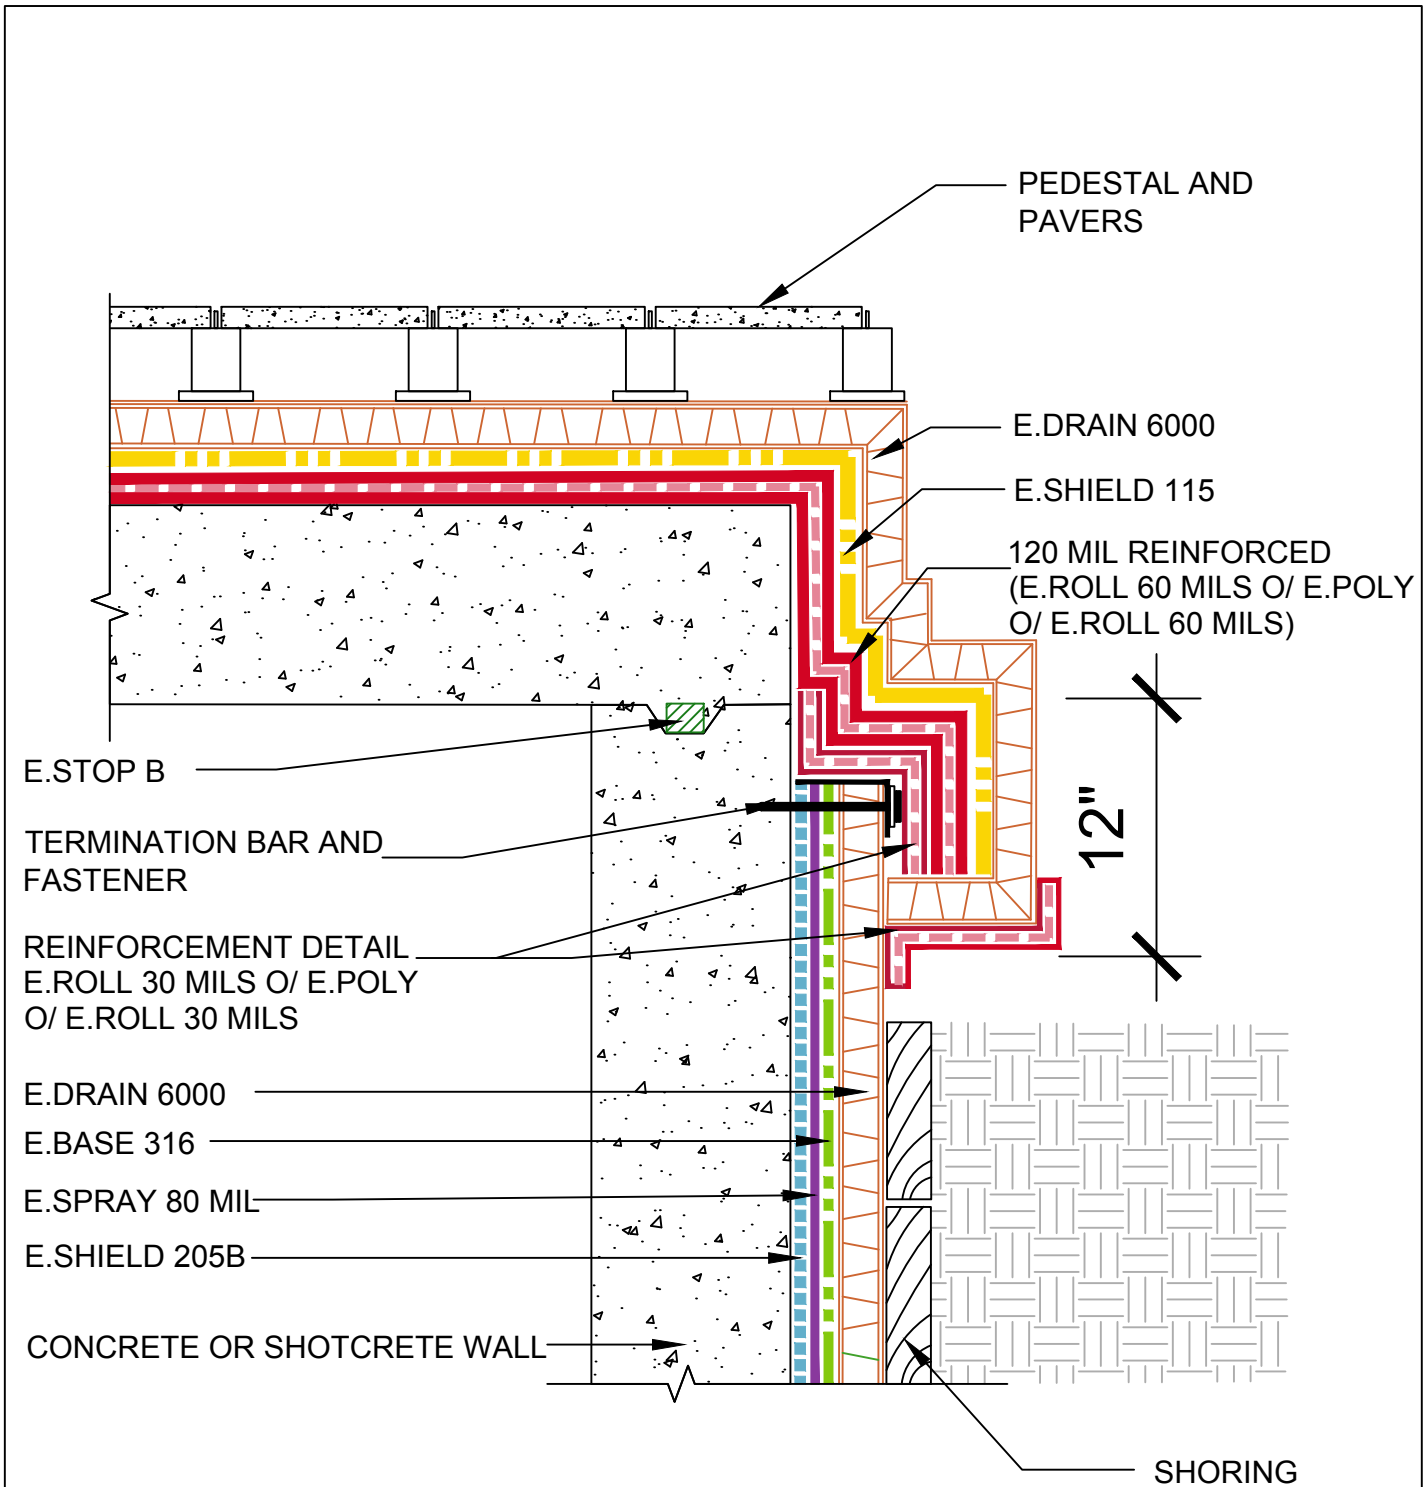 PEDESTAL AND
PAVERS
E.DRAIN 6000
E.SHIELD 115
120 MIL REINFORCED
(E.ROLL 60 MILS O/ E.POLY
O/ E.ROLL 60 MILS)
12"
E.STOP B
TERMINATION BAR AND
FASTENER
REINFORCEMENT DETAIL
E.ROLL 30 MILS O/ E.POLY
O/ E.ROLL 30 MILS
E.DRAIN 6000
E.BASE 316
E.SPRAY 80 MIL
E.SHIELD 205B
CONCRETE OR SHOTCRETE WALL
SHORING